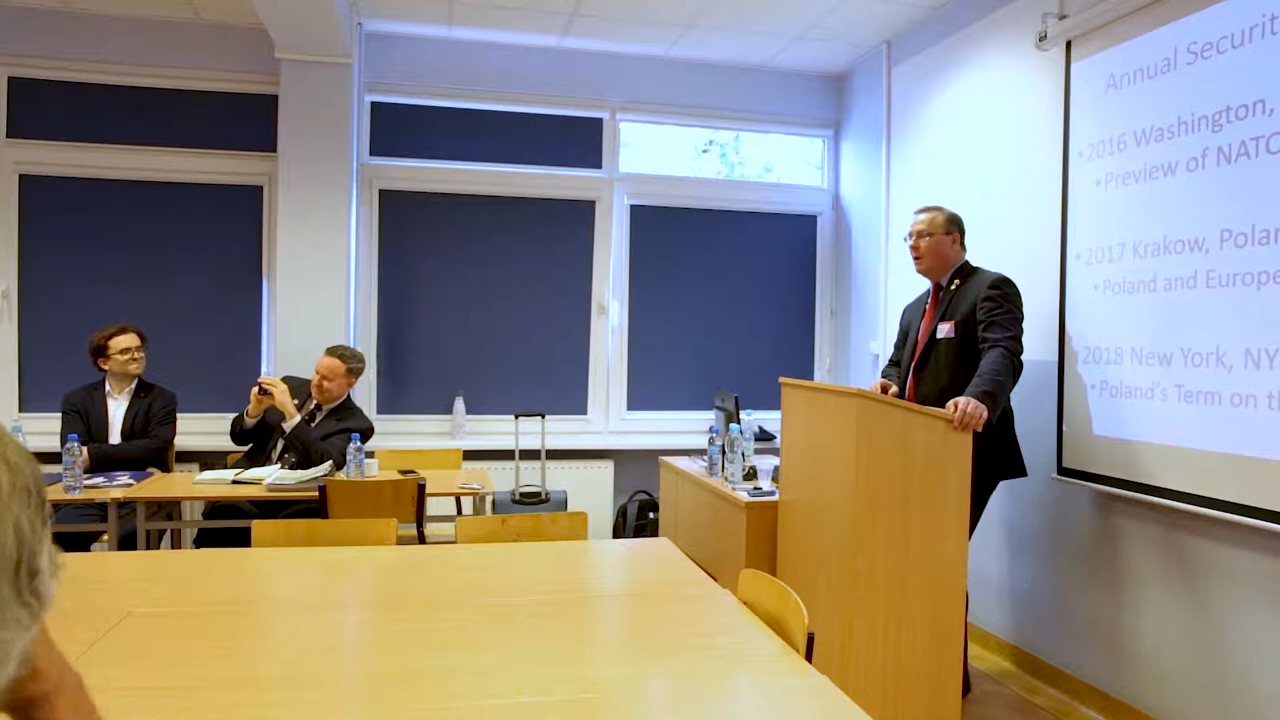 Annual Securit
• 2016 Washington,
• Preview of NATO
• 2017 Krakow, Polan
• Poland and Europe
• 2018 New York, NY
• Poland's Term on th